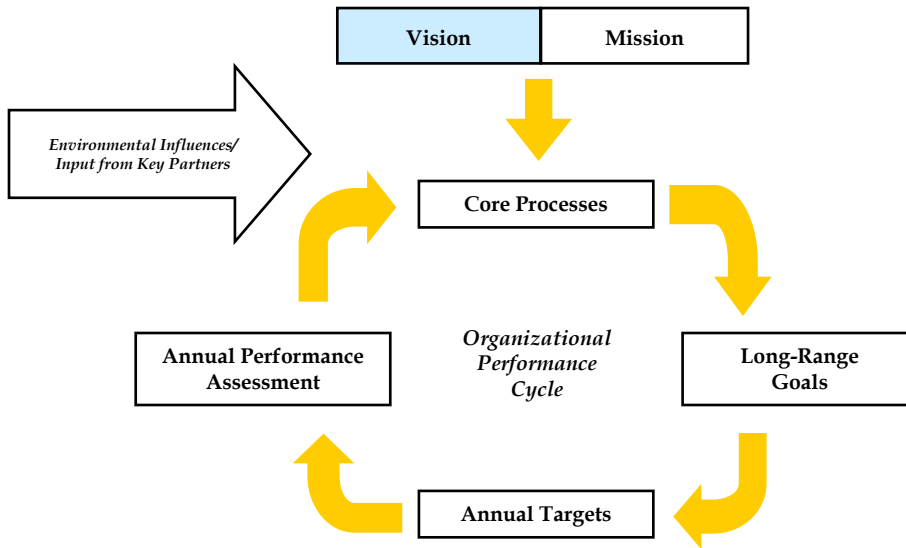 Vision
Mission
Environmental Influences/
Input from Key Partners
Core Processes
Annual Performance
Assessment
Organizational
Performance
Cycle
Long-Range
Goals
Annual Targets